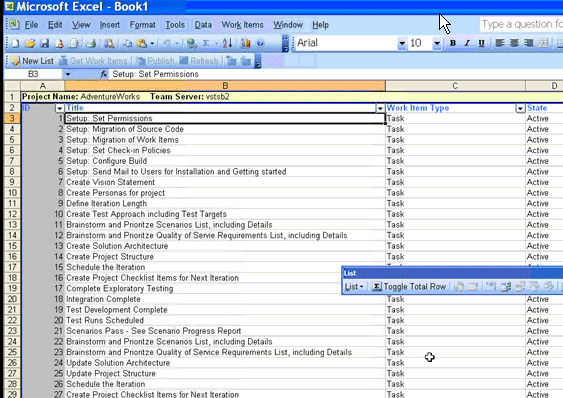 Microsoft Excel - Book1
File Edit View Insert Format Tools Data Work Items Window Help Type a question fo
Arial 10 B I U
New List Get Work Items Publish Refresh
B3 fx Setup: Set Permissions
A B C D
1 Project Name: AdventureWorks Team Server: vstsb2
2 ID Title Work Item Type State
3 1 Setup: Set Permissions Task Active
4 2 Setup: Migration of Source Code Task Active
5 3 Setup: Migration of Work Items Task Active
6 4 Setup: Set Check-in Policies Task Active
7 5 Setup: Configure Build Task Active
8 6 Setup: Send Mail to Users for Installation and Getting started Task Active
9 7 Create Vision Statement Task Active
10 8 Create Personas for project Task Active
11 9 Define Iteration Length Task Active
12 10 Create Test Approach including Test Targets Task Active
13 11 Brainstorm and Prioritze Scenarios List, including Details Task Active
14 12 Brainstorm and Prioritze Quality of Servie Requirements List, including Details Task Active
15 13 Create Solution Architecture Task Active
16 14 Create Project Structure Task Active
17 15 Schedule the Iteration
18 16 Create Project Checklist Items for Next Iteration
19 17 Complete Exploratory Testing
20 18 Integration Complete Task Active
21 19 Test Development Complete Task Active
22 20 Test Runs Scheduled Task Active
23 21 Scenarios Pass - See Scenario Progress Report Task Active
24 22 Brainstorm and Prioritize Scenarios List, including Details Task Active
25 23 Brainstorm and Prioritize Quality of Service Requirements List, including Details Task Active
26 24 Update Solution Architecture Task Active
27 25 Update Project Structure Task Active
28 26 Schedule the Iteration Task Active
29 27 Create Project Checklist Items for Next Iteration Task Active
List
List Σ Toggle Total Row